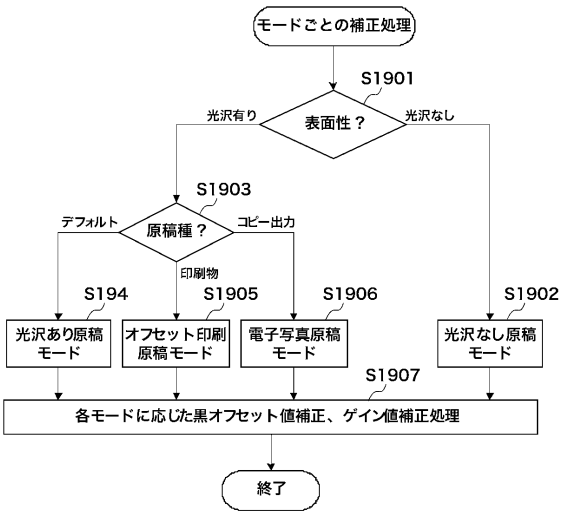 モードごとの補正処理
S1901
表面性？
光沢有り
光沢なし
S1903
原稿種？
デフォルト
コピー出力
印刷物
S194
S1905
S1906
S1902
光沢あり原稿
モード
オフセット印刷
原稿モード
電子写真原稿
モード
光沢なし原稿
モード
S1907
各モードに応じた黒オフセット値補正、ゲイン値補正処理
終了